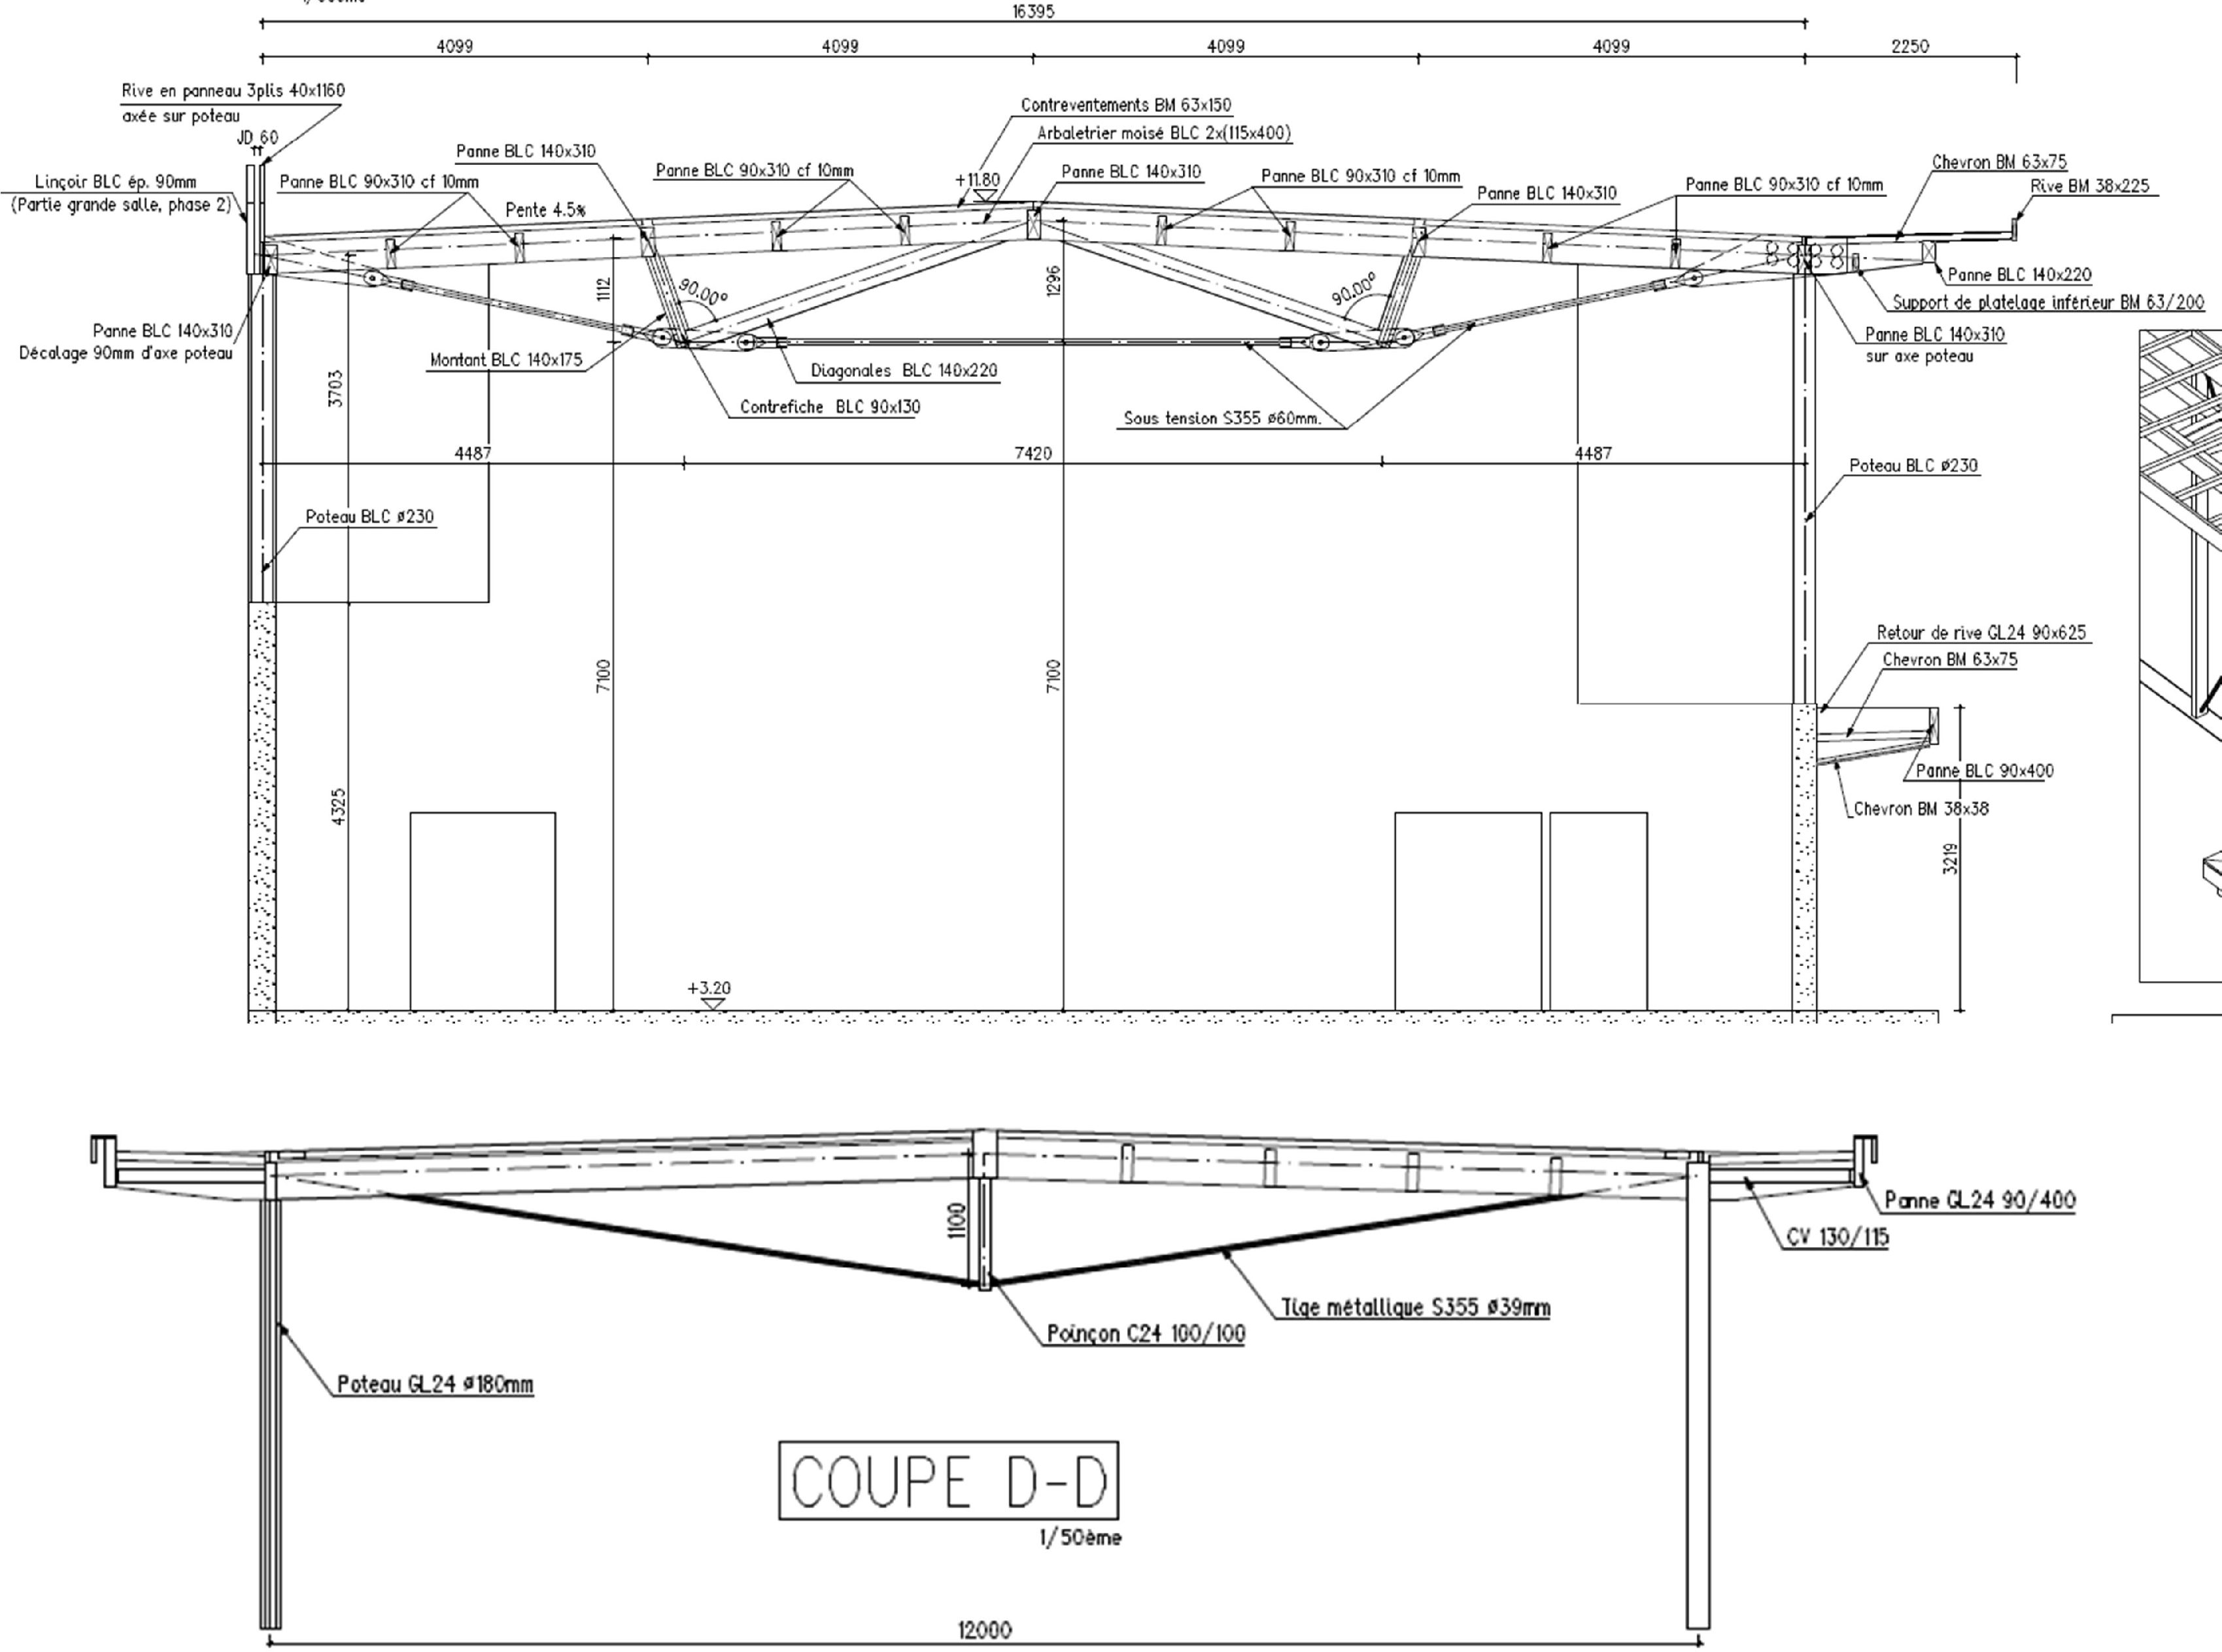 16395
4099
4099
4099
4099
2250
Rive en panneau 3plis 40x1160
axée sur poteau
JD 60
Contreventements BM 63x150
Arbaletrier moisé BLC 2x(115x400)
Panne BLC 140x310
Panne BLC 90x310 cf 10mm
+11.80
Panne BLC 140x310
Panne BLC 90x310 cf 10mm
Chevron BM 63x75
Linçoir BLC ép. 90mm
(Partie grande salle, phase 2)
Panne BLC 90x310 cf 10mm
Panne BLC 140x310
Panne BLC 90x310 cf 10mm
Rive BM 38x225
Pente 4.5%
1112
90.00°
1296
90.00°
Panne BLC 140x220
Support de platelage inférieur BM 63/200
Panne BLC 140x310
Décalage 90mm d'axe poteau
Panne BLC 140x310
sur axe poteau
Montant BLC 140x175
Diagonales BLC 140x220
3703
Contrefiche BLC 90x130
Sous tension S355 ø60mm.
4487
7420
4487
Poteau BLC ø230
Poteau BLC ø230
Retour de rive GL24 90x625
Chevron BM 63x75
7100
7100
Panne BLC 90x400
4325
Chevron BM 38x38
3219
+3.20
Panne GL24 90/400
1100
CV 130/115
Tige métallique S355 ø39mm
Poinçon C24 100/100
Poteau GL24 ø180mm
COUPE D-D
1/50ème
12000